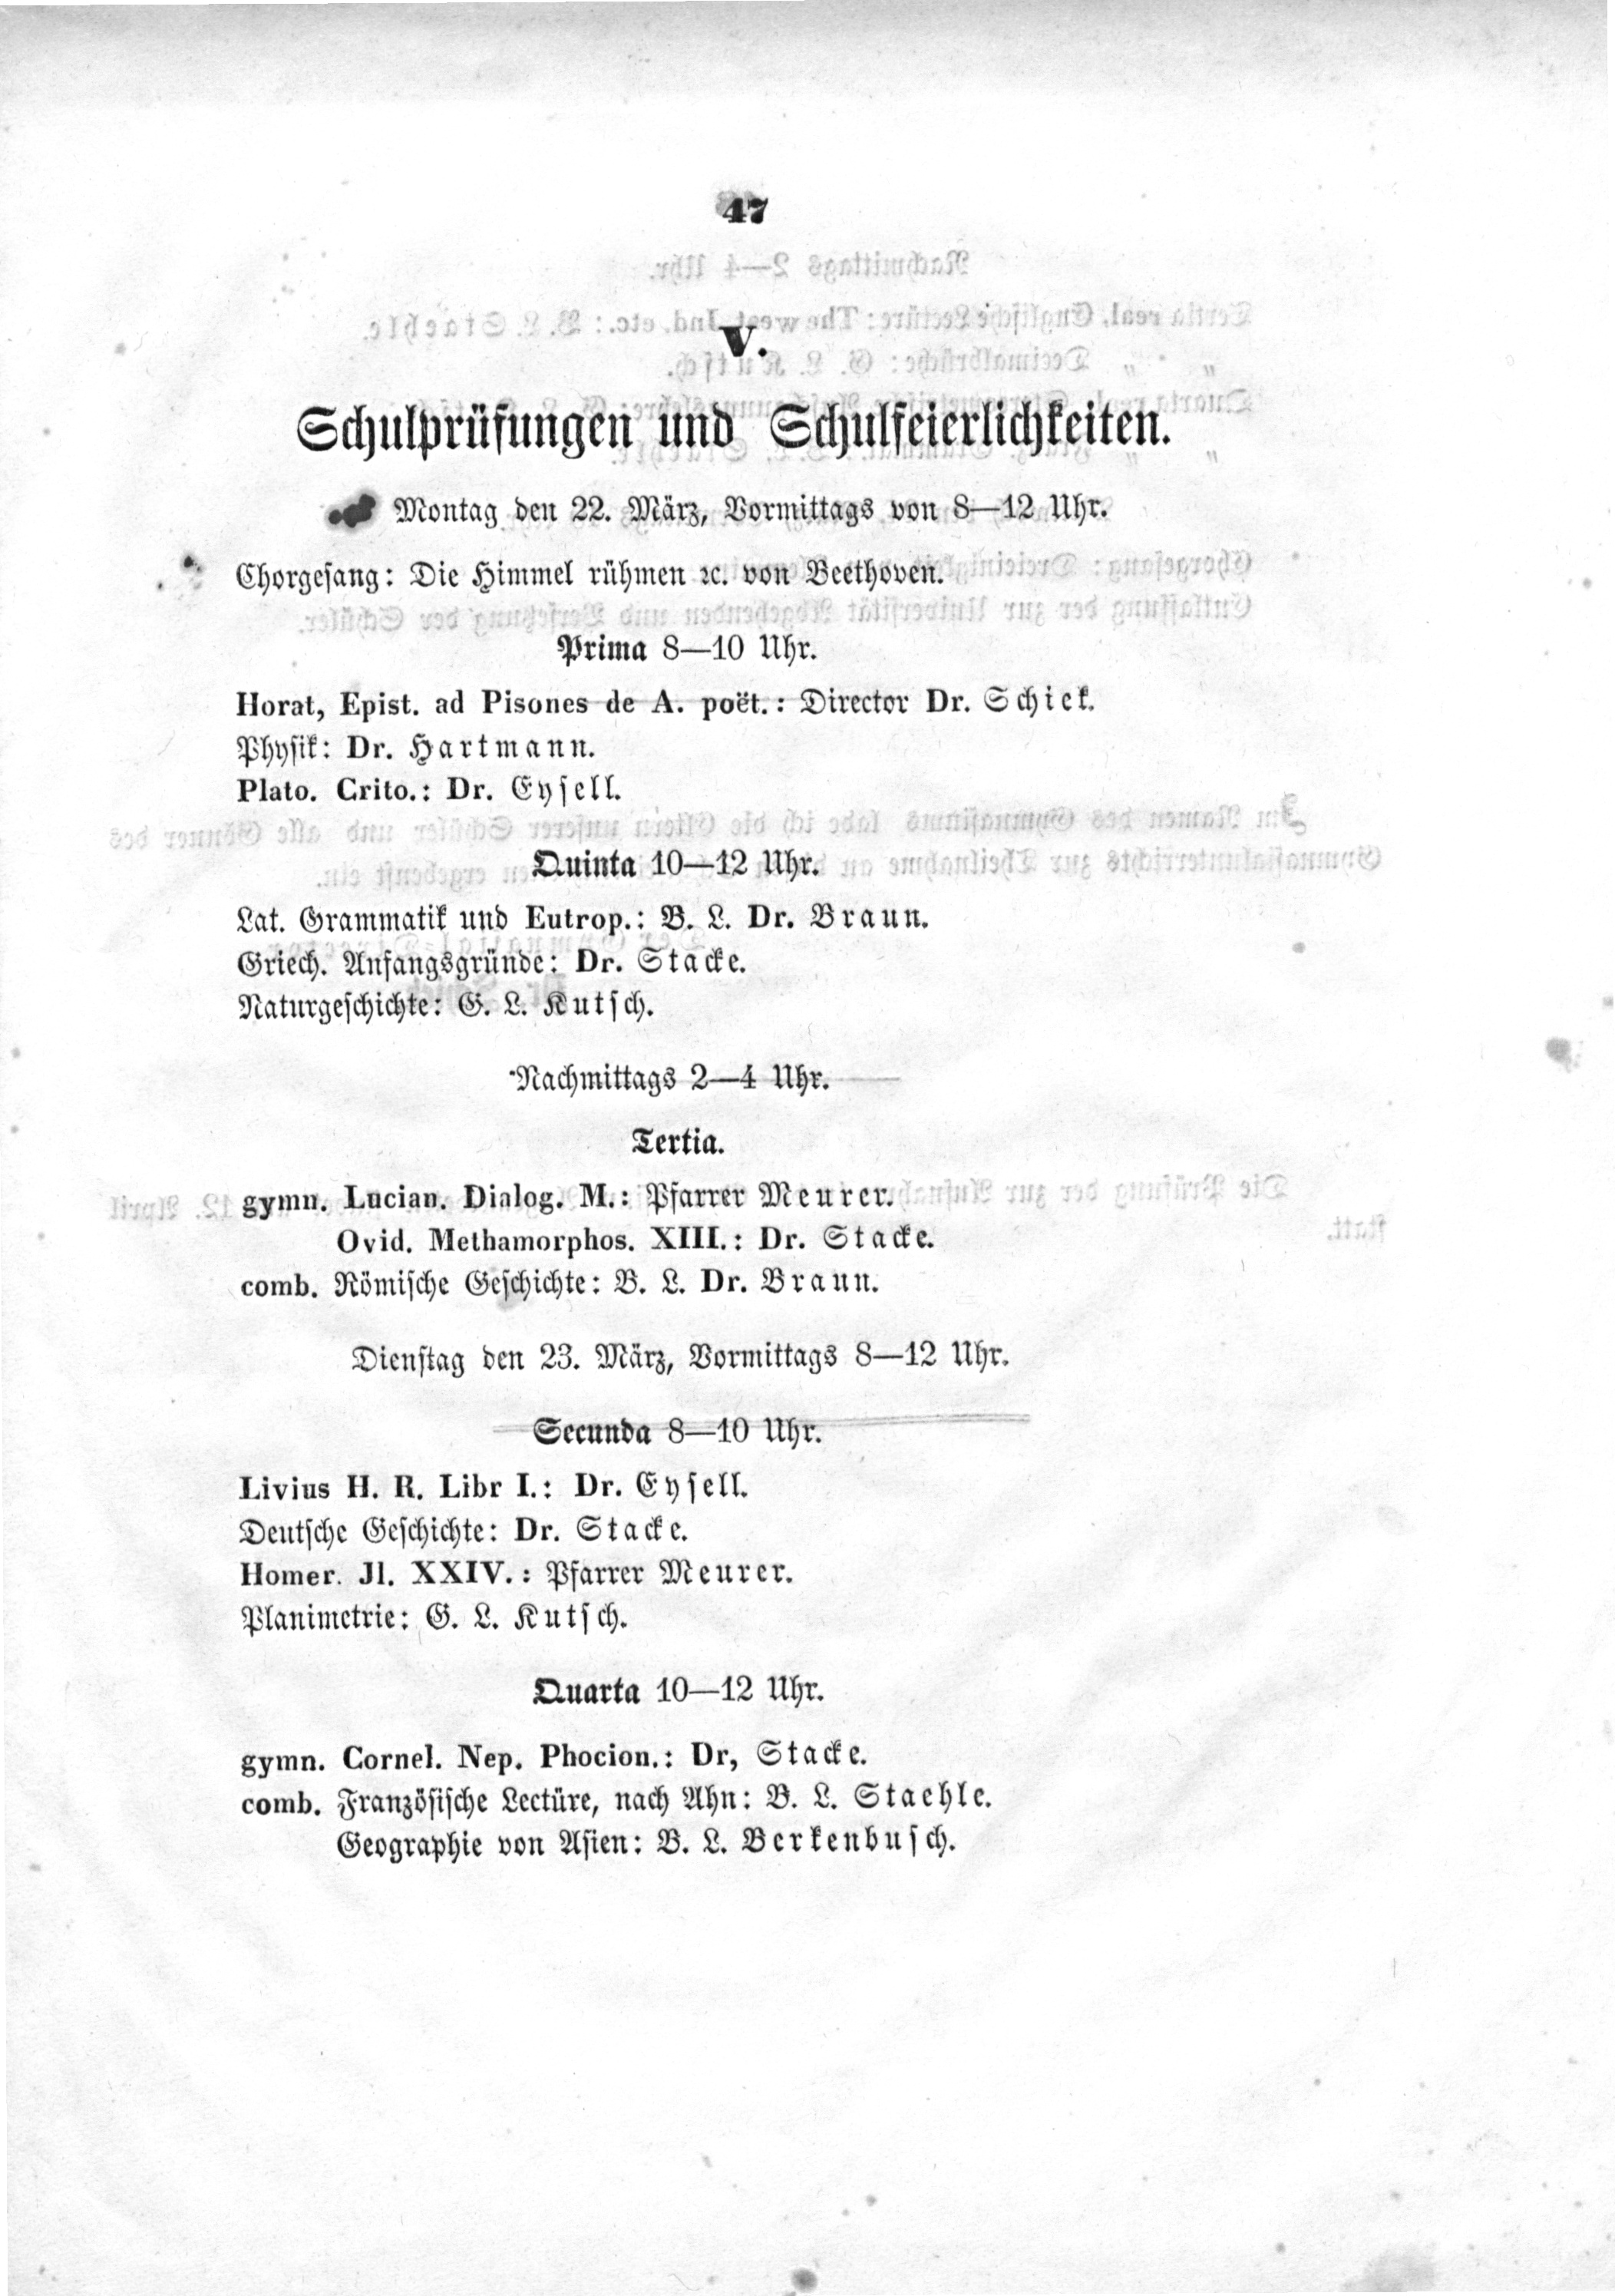 47
V.
Schulprüfungen und Schulfeierlichkeiten.
Montag den 22. März, Vormittags von 8—12 Uhr.
Chorgesang: Die Himmel rühmen ꝛc. von Beethoven.
Prima 8—10 Uhr.
Horat, Epist. ad Pisones de A. poët.: Director Dr. Schiek.
Physik: Dr. Hartmann.
Plato. Crito.: Dr. Eysell.
Quinta 10—12 Uhr.
Lat. Grammatik und Eutrop.: B. L. Dr. Braun.
Griech. Anfangsgründe: Dr. Stacke.
Naturgeschichte: G. L. Kutsch.
Nachmittags 2—4 Uhr.
Tertia.
gymn. Lucian. Dialog. M.: Pfarrer Meurer.
Ovid. Methamorphos. XIII.: Dr. Stacke.
comb. Römische Geschichte: B. L. Dr. Braun.
Dienstag den 23. März, Vormittags 8—12 Uhr.
Secunda 8—10 Uhr.
Livius H. R. Libr I.: Dr. Eysell.
Deutsche Geschichte: Dr. Stacke.
Homer. Jl. XXIV.: Pfarrer Meurer.
Planimetrie: G. L. Kutsch.
Quarta 10—12 Uhr.
gymn. Cornel. Nep. Phocion.: Dr, Stacke.
comb. Französische Lectüre, nach Ahn: B. L. Staehle.
Geographie von Asien: B. L. Berkenbusch.